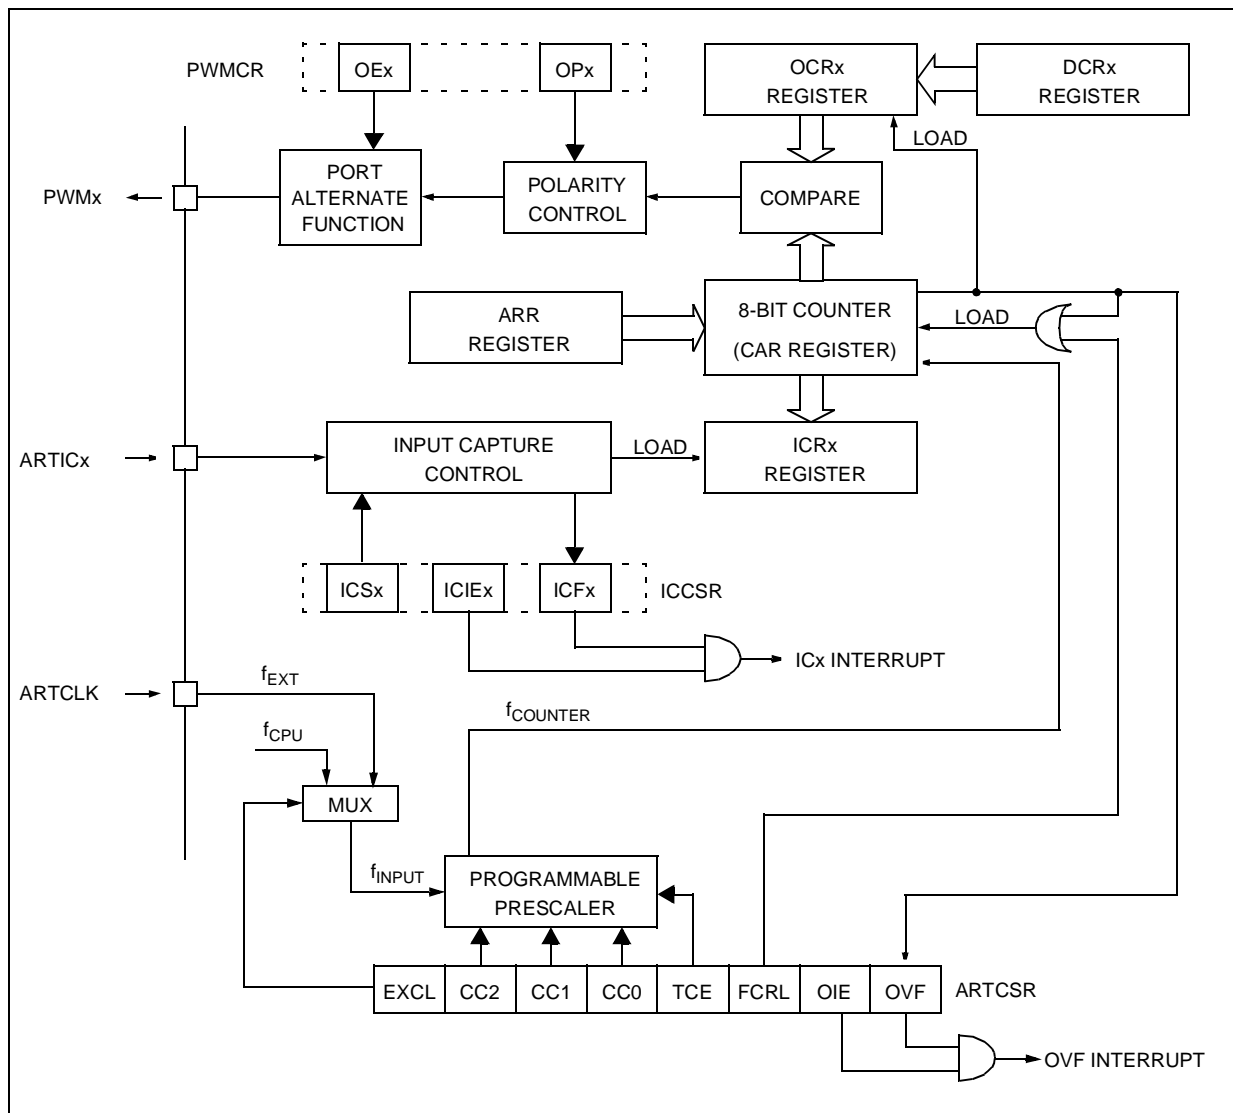 PWMCR
OEx
OPx
OCRx
REGISTER
DCRx
REGISTER
LOAD
PWMx
PORT
ALTERNATE
FUNCTION
POLARITY
CONTROL
COMPARE
ARR
REGISTER
8-BIT COUNTER
(CAR REGISTER)
LOAD
ARTICx
INPUT CAPTURE
CONTROL
LOAD
ICRx
REGISTER
ICSx
ICIEx
ICFx
ICCSR
ICx INTERRUPT
ARTCLK
fEXT
fCPU
fCOUNTER
MUX
fINPUT
PROGRAMMABLE
PRESCALER
EXCL
CC2
CC1
CC0
TCE
FCRL
OIE
OVF
ARTCSR
OVF INTERRUPT